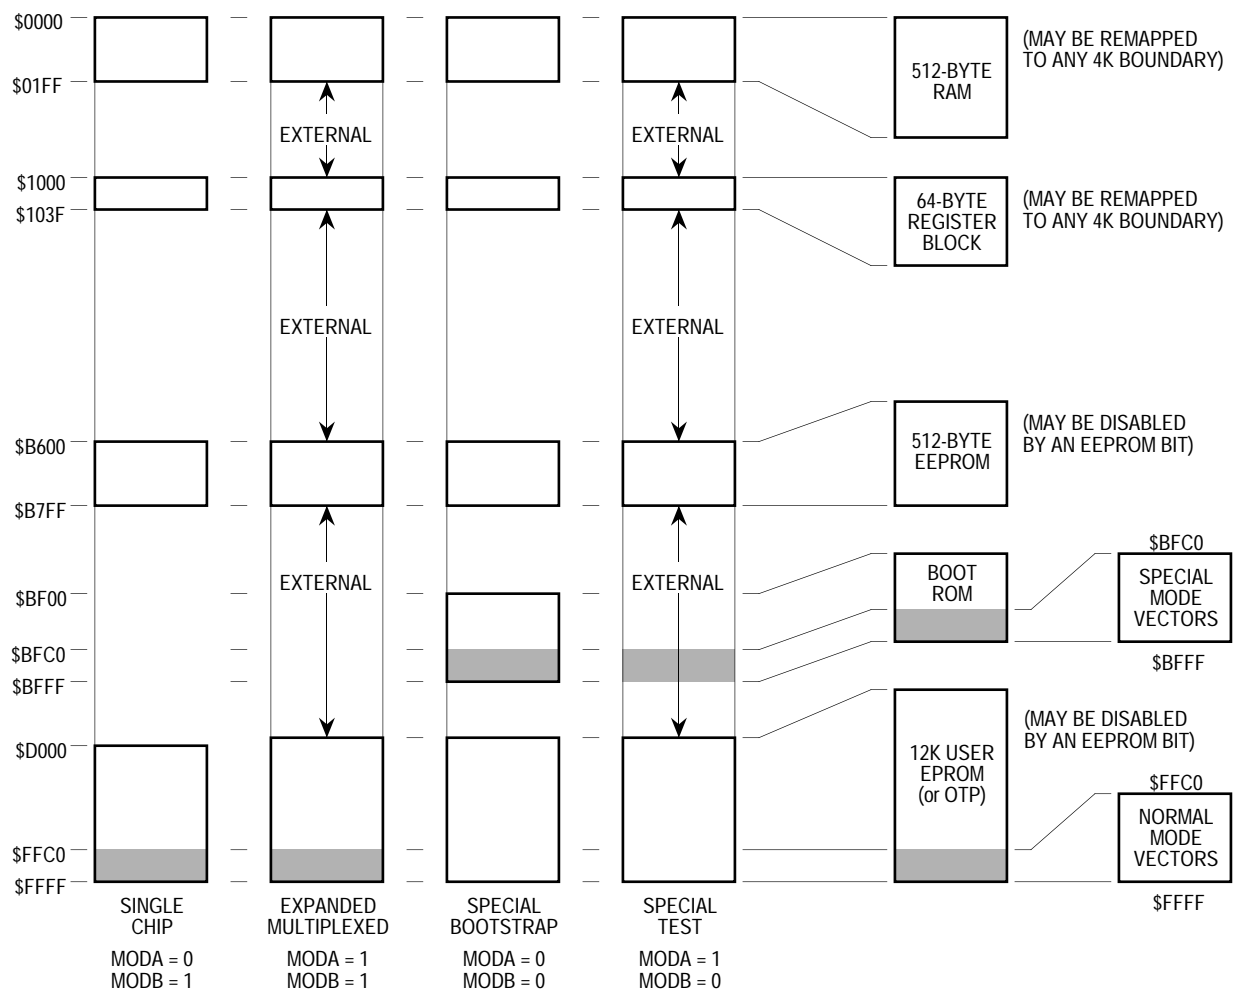 $0000
$01FF
$1000
$103F
$B600
$B7FF
$BF00
$BFC0
$BFFF
$D000
$FFC0
$FFFF
EXTERNAL
EXTERNAL
EXTERNAL
EXTERNAL
EXTERNAL
EXTERNAL
512-BYTE
RAM
(MAY BE REMAPPED
TO ANY 4K BOUNDARY)
64-BYTE
REGISTER
BLOCK
(MAY BE REMAPPED
TO ANY 4K BOUNDARY)
512-BYTE
EEPROM
(MAY BE DISABLED
BY AN EEPROM BIT)
BOOT
ROM
$BFC0
SPECIAL
MODE
VECTORS
$BFFF
12K USER
EPROM
(or OTP)
(MAY BE DISABLED
BY AN EEPROM BIT)
$FFC0
NORMAL
MODE
VECTORS
$FFFF
SINGLE
CHIP
MODA = 0
MODB = 1
EXPANDED
MULTIPLEXED
MODA = 1
MODB = 1
SPECIAL
BOOTSTRAP
MODA = 0
MODB = 0
SPECIAL
TEST
MODA = 1
MODB = 0